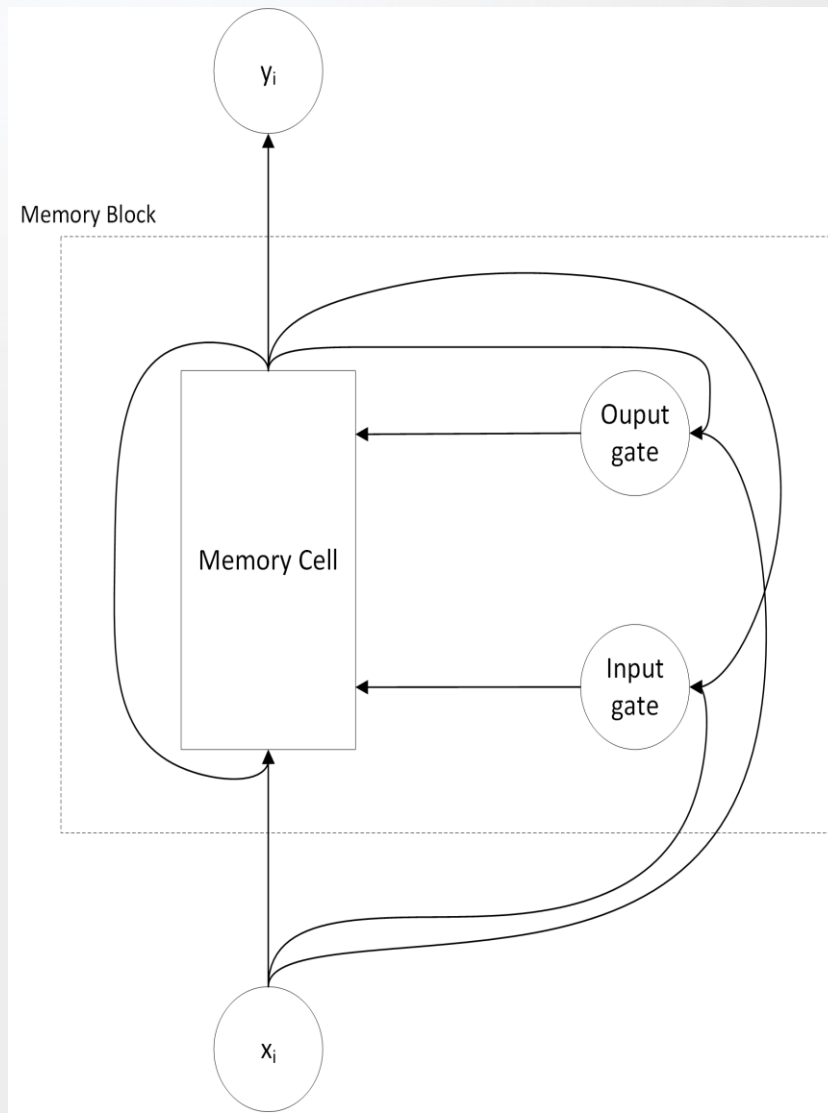 yᵢ
Memory Block
Ouput
gate
Memory Cell
Input
gate
xᵢ